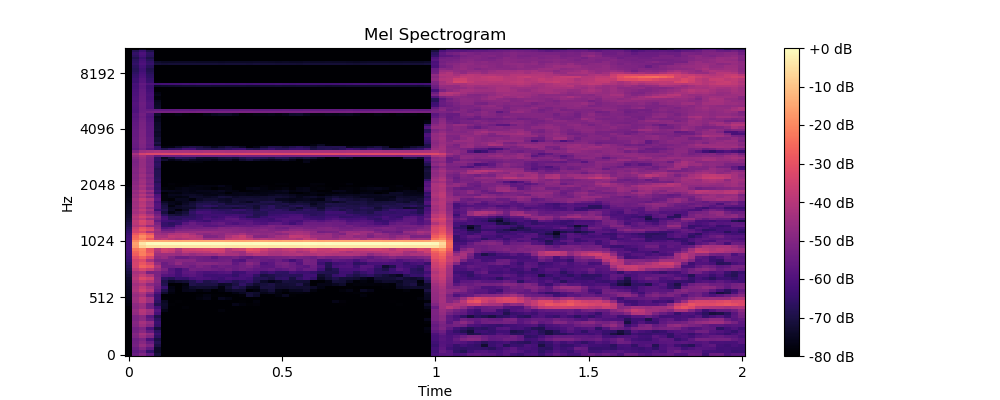 Mel Spectrogram
Hz
8192
4096
2048
1024
512
0
0 0.5 1 1.5 2
Time
+0 dB
-10 dB
-20 dB
-30 dB
-40 dB
-50 dB
-60 dB
-70 dB
-80 dB